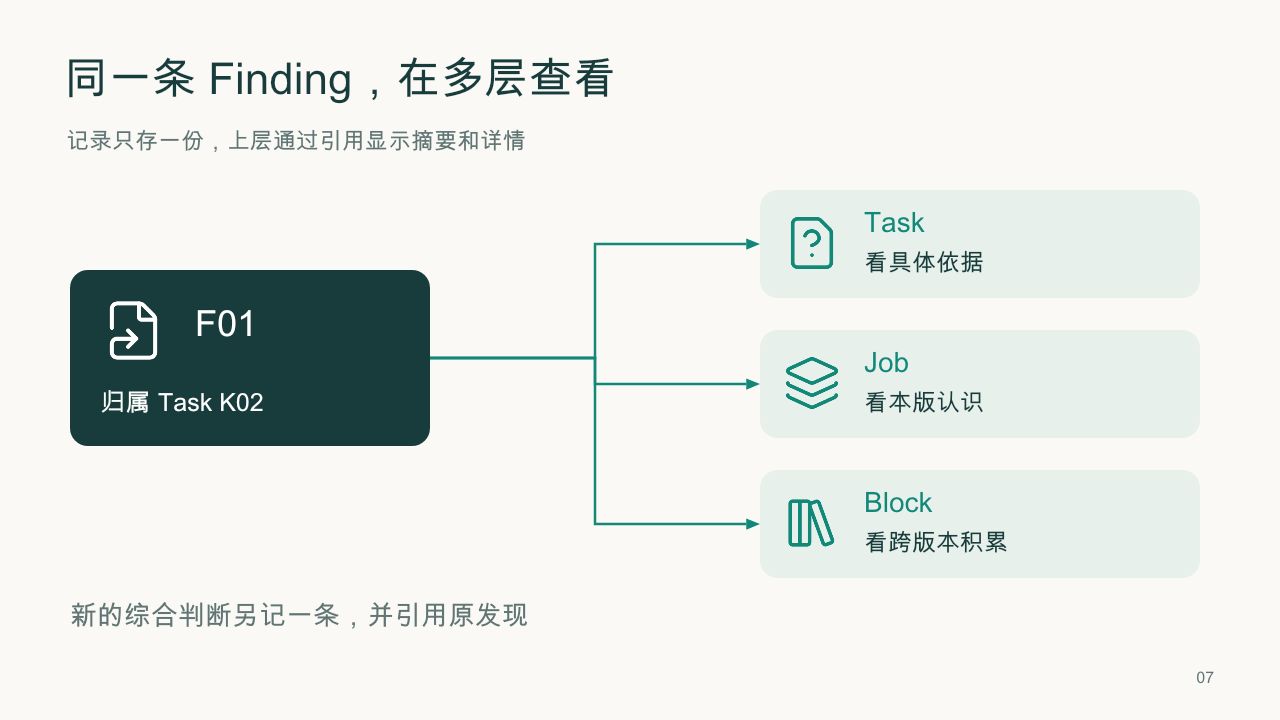 同一条 Finding，在多层查看
记录只存一份，上层通过引用显示摘要和详情
F01
归属 Task K02
Task
看具体依据
Job
看本版认识
Block
看跨版本积累
新的综合判断另记一条，并引用原发现
07